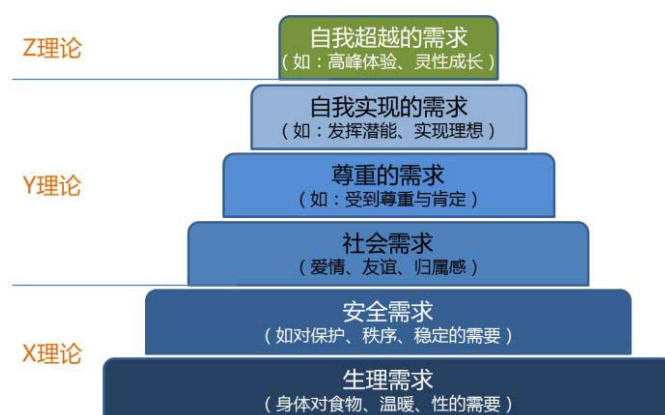 Z理论
自我超越的需求
（如：高峰体验、灵性成长）
自我实现的需求
（如：发挥潜能、实现理想）
Y理论
尊重的需求
（如：受到尊重与肯定）
社会需求
（爱情、友谊、归属感）
X理论
安全需求
（如对保护、秩序、稳定的需要）
生理需求
（身体对食物、温暖、性的需要）